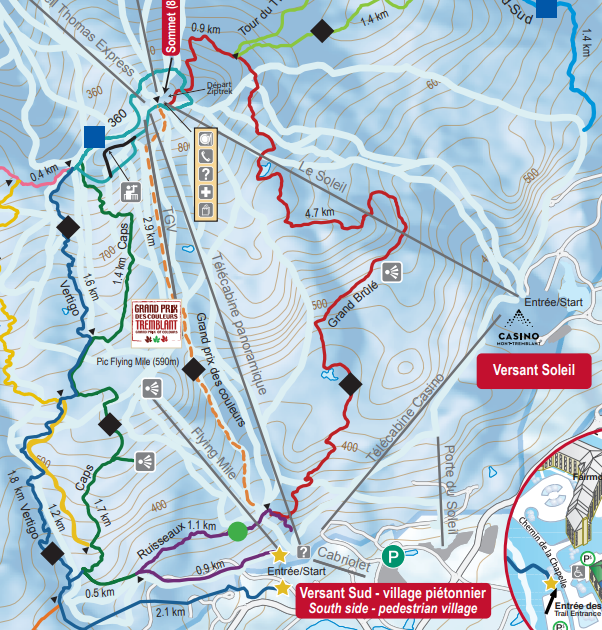 Thomas Express
Sommet (8
0.9 km
Tour du T
1.4 km
Sud
1.4 km
Départ
Ziptrek
360
360
600
800
500
0.4 km
Le Soleil
4.7 km
TGV
2.9 km
Caps
1.4 km
700
Vertigo
1.6 km
Télécabine panoramique
Entrée/Start
CASINO
MONT-TREMBLANT
Versant Soleil
GRAND PRIX
DES COULEURS
TREMBLANT
Pic Flying Mile (590m)
500
Grand Brûlé
Grand prix des couleurs
Télécabine Casino
Flying Mile
400
Porte du Soleil
500
1.8 km
Vertigo
1.2 km
Caps
1.7 km
400
Ruisseaux 1.1 km
0.9 km
0.5 km
2.1 km
Cabriolet
Entrée/Start
P
Versant Sud - village piétonnier
South side - pedestrian village
Fairmo
Chemin de la Chapelle
P
Entrée des
Trail Entrance